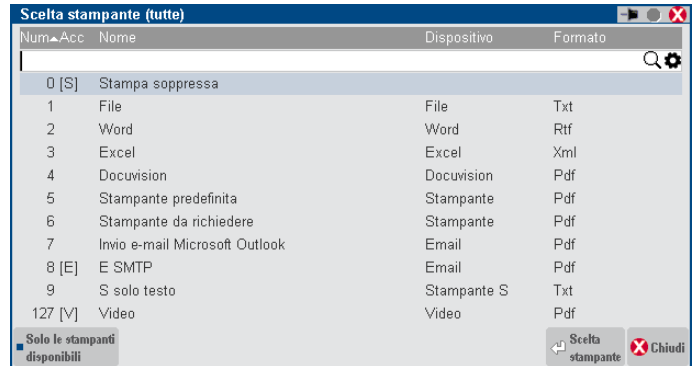 Scelta stampante (tutte)
Num Acc Nome Dispositivo Formato
0 [S] Stampa soppressa
1 File File Txt
2 Word Word Rtf
3 Excel Excel Xml
4 Docuvision Docuvision Pdf
5 Stampante predefinita Stampante Pdf
6 Stampante da richiedere Stampante Pdf
7 Invio e-mail Microsoft Outlook Email Pdf
8 [E] E SMTP Email Pdf
9 S solo testo Stampante S Txt
127 [V] Video Video Pdf
Solo le stampanti
disponibili
Scelta
stampante
Chiudi